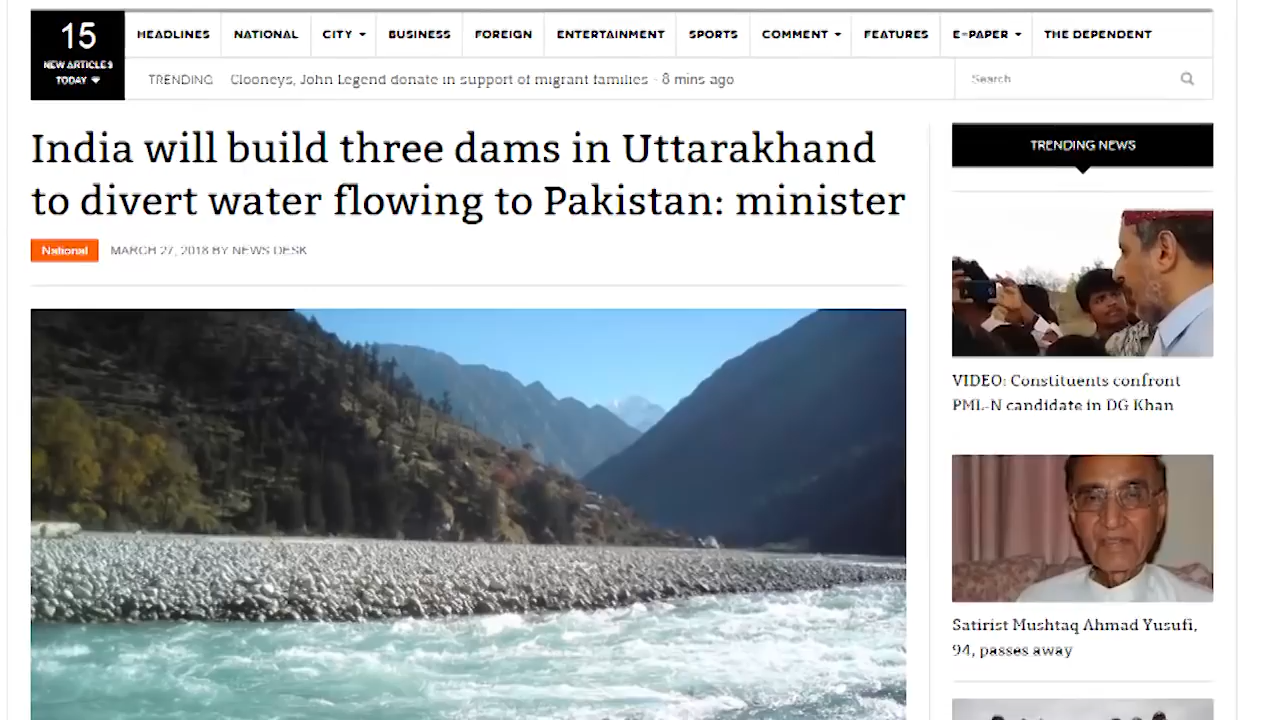 15
NEW ARTICLES
TODAY
HEADLINES NATIONAL CITY BUSINESS FOREIGN ENTERTAINMENT SPORTS COMMENT FEATURES E-PAPER THE DEPENDENT
TRENDING Clooneys, John Legend donate in support of migrant families - 8 mins ago Search
India will build three dams in Uttarakhand
to divert water flowing to Pakistan: minister
National MARCH 27, 2018 BY NEWS DESK
TRENDING NEWS
VIDEO: Constituents confront
PML-N candidate in DG Khan
Satirist Mushtaq Ahmad Yusufi,
94, passes away